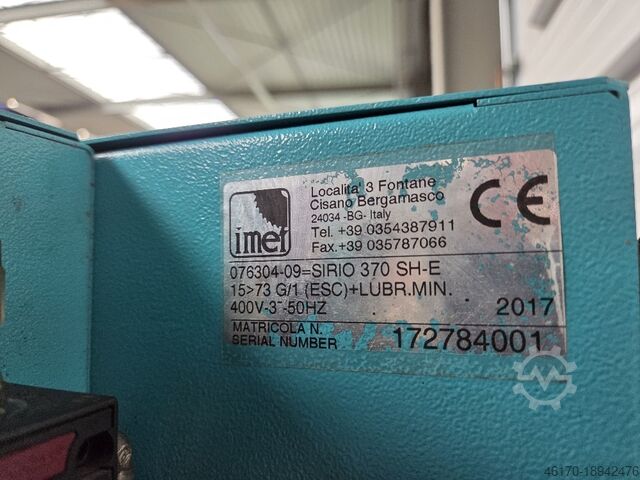 imet
Localita' 3 Fontane
Cisano Bergamasco
24034 -BG- Italy
Tel. +39 0354387911
Fax.+39 035787066
CE
076304-09=SIRIO 370 SH-E
15>73 G/1 (ESC)+LUBR.MIN.
400V-3~-50HZ 2017
MATRICOLA N.
SERIAL NUMBER 172784001
46170-18942476